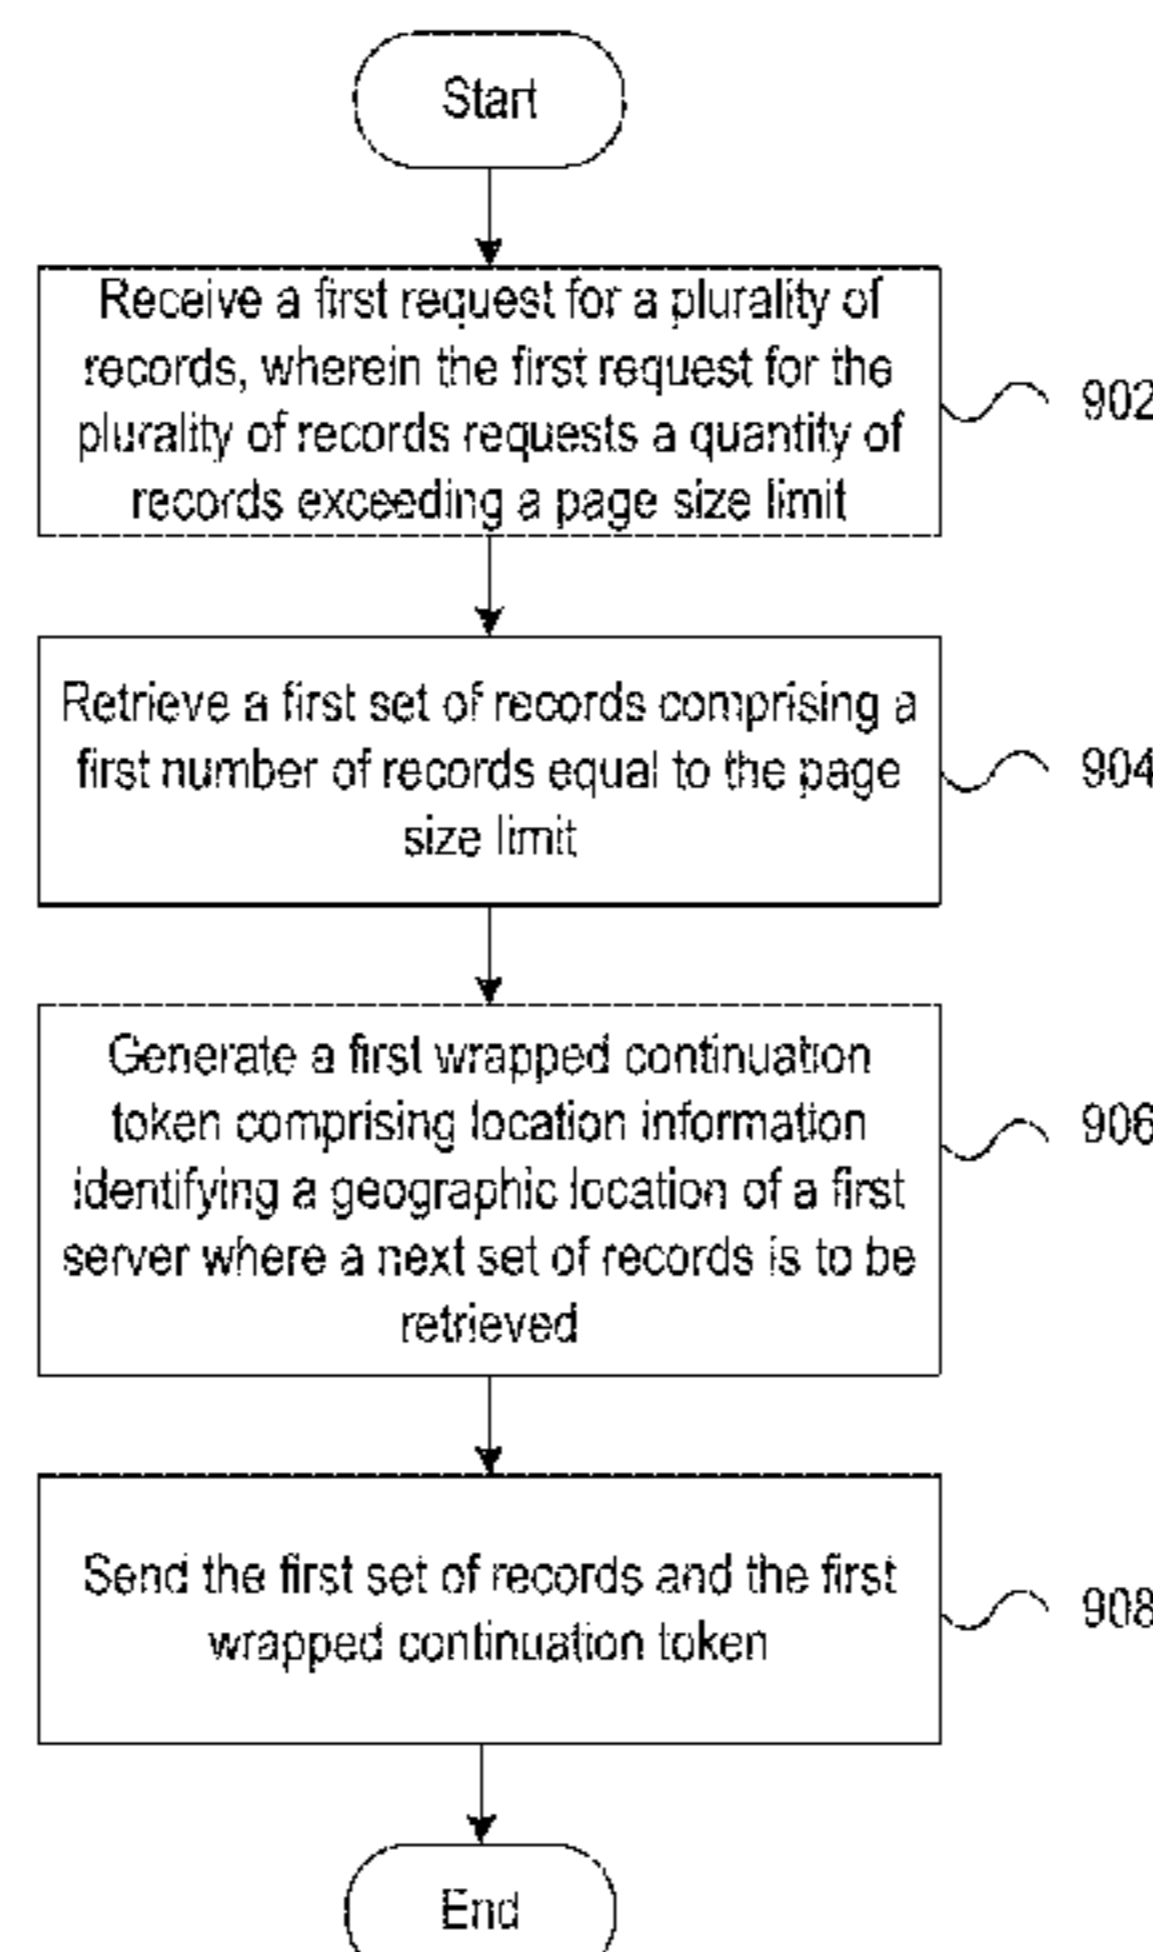 Start
Receive a first request for a plurality of
records, wherein the first request for the
plurality of records requests a quantity of
records exceeding a page size limit
902
Retrieve a first set of records comprising a
first number of records equal to the page
size limit
904
Generate a first wrapped continuation
token comprising location information
identifying a geographic location of a first
server where a next set of records is to be
retrieved
906
Send the first set of records and the first
wrapped continuation token
908
End